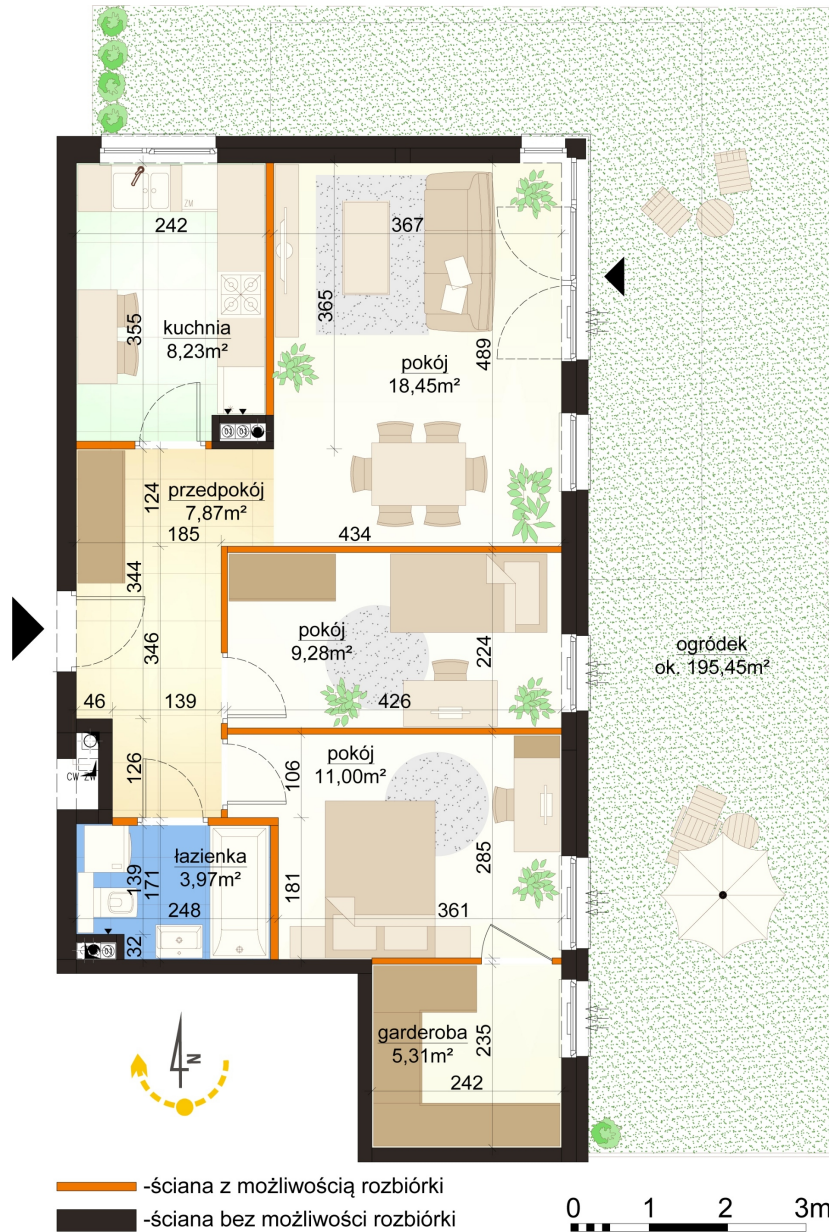 ZM
242
367
355
kuchnia
8,23m²
365
489
pokój
18,45m²
124
przedpokój
7,87m²
185
434
344
346
pokój
9,28m²
224
ogródek
ok. 195,45m²
46
139
426
pokój
11,00m²
CW ZW
126
106
285
139
171
łazienka
3,97m²
181
248
361
32
garderoba
5,31m²
235
242
N
-ściana z możliwością rozbiórki
-ściana bez możliwości rozbiórki
0 1 2 3m